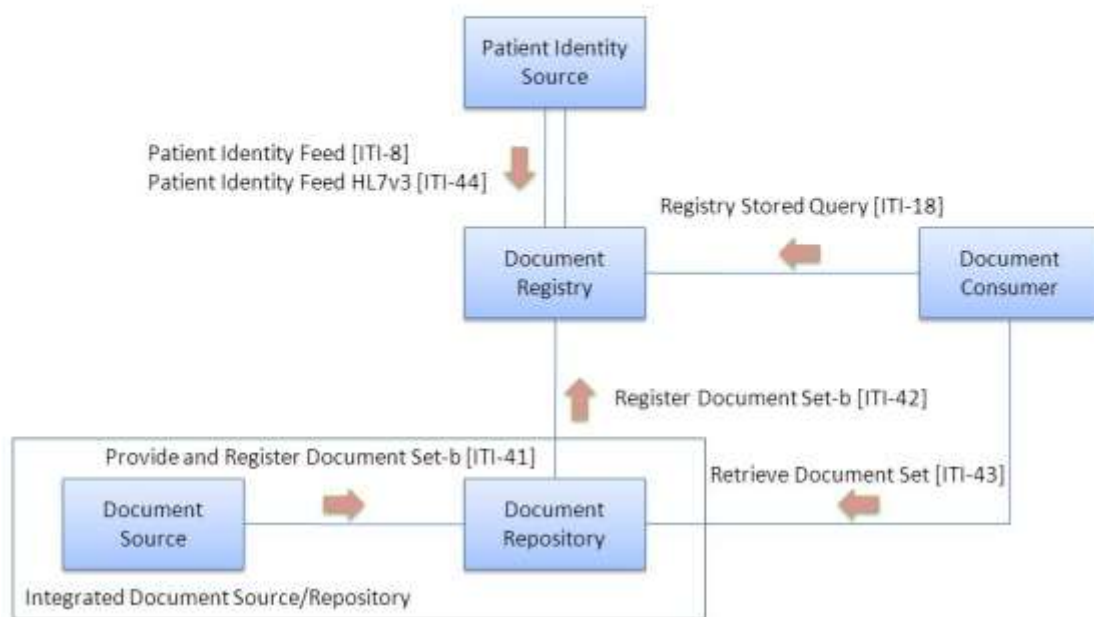 Patient Identity
Source
Patient Identity Feed [ITI-8]
Patient Identity Feed HL7v3 [ITI-44]
Registry Stored Query [ITI-18]
Document
Registry
Document
Consumer
Register Document Set-b [ITI-42]
Provide and Register Document Set-b [ITI-41]
Retrieve Document Set [ITI-43]
Document
Source
Document
Repository
Integrated Document Source/Repository